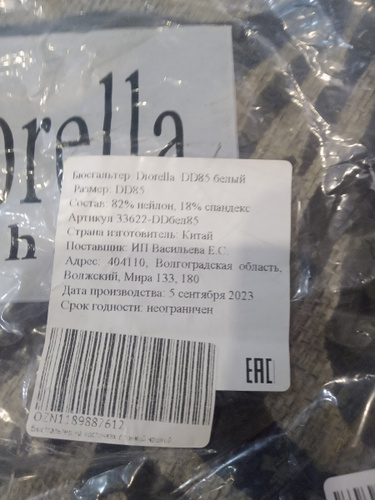 orella
h
Бюстгальтер Diorella DD85 белый
Размер: DD85
Состав: 82% нейлон, 18% спандекс
Артикул 33622-DDбел85
Страна изготовитель: Китай
Поставщик: ИП Васильева Е.С.
Адрес: 404110, Волгоградская область,
Волжский, Мира 133, 180
Дата производства: 5 сентября 2023
Срок годности: неограничен
EAC
OZN1189887612